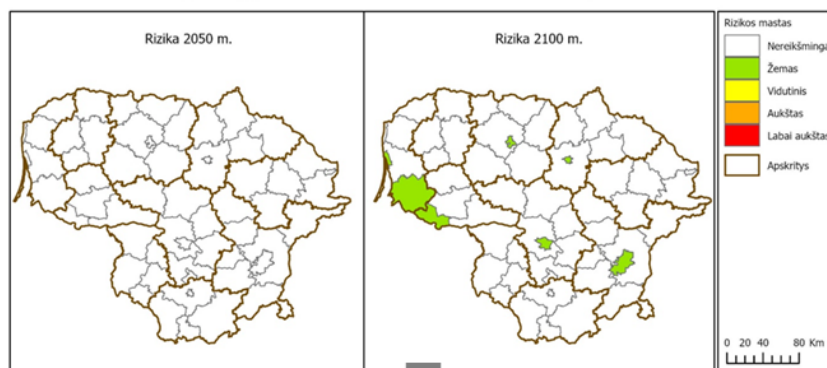 Rizika 2050 m.
Rizika 2100 m.
Rizikos mastas
Nereikšminga
Žemas
Vidutinis
Aukštas
Labai aukštas
Apskritys
0 20 40 80 Km